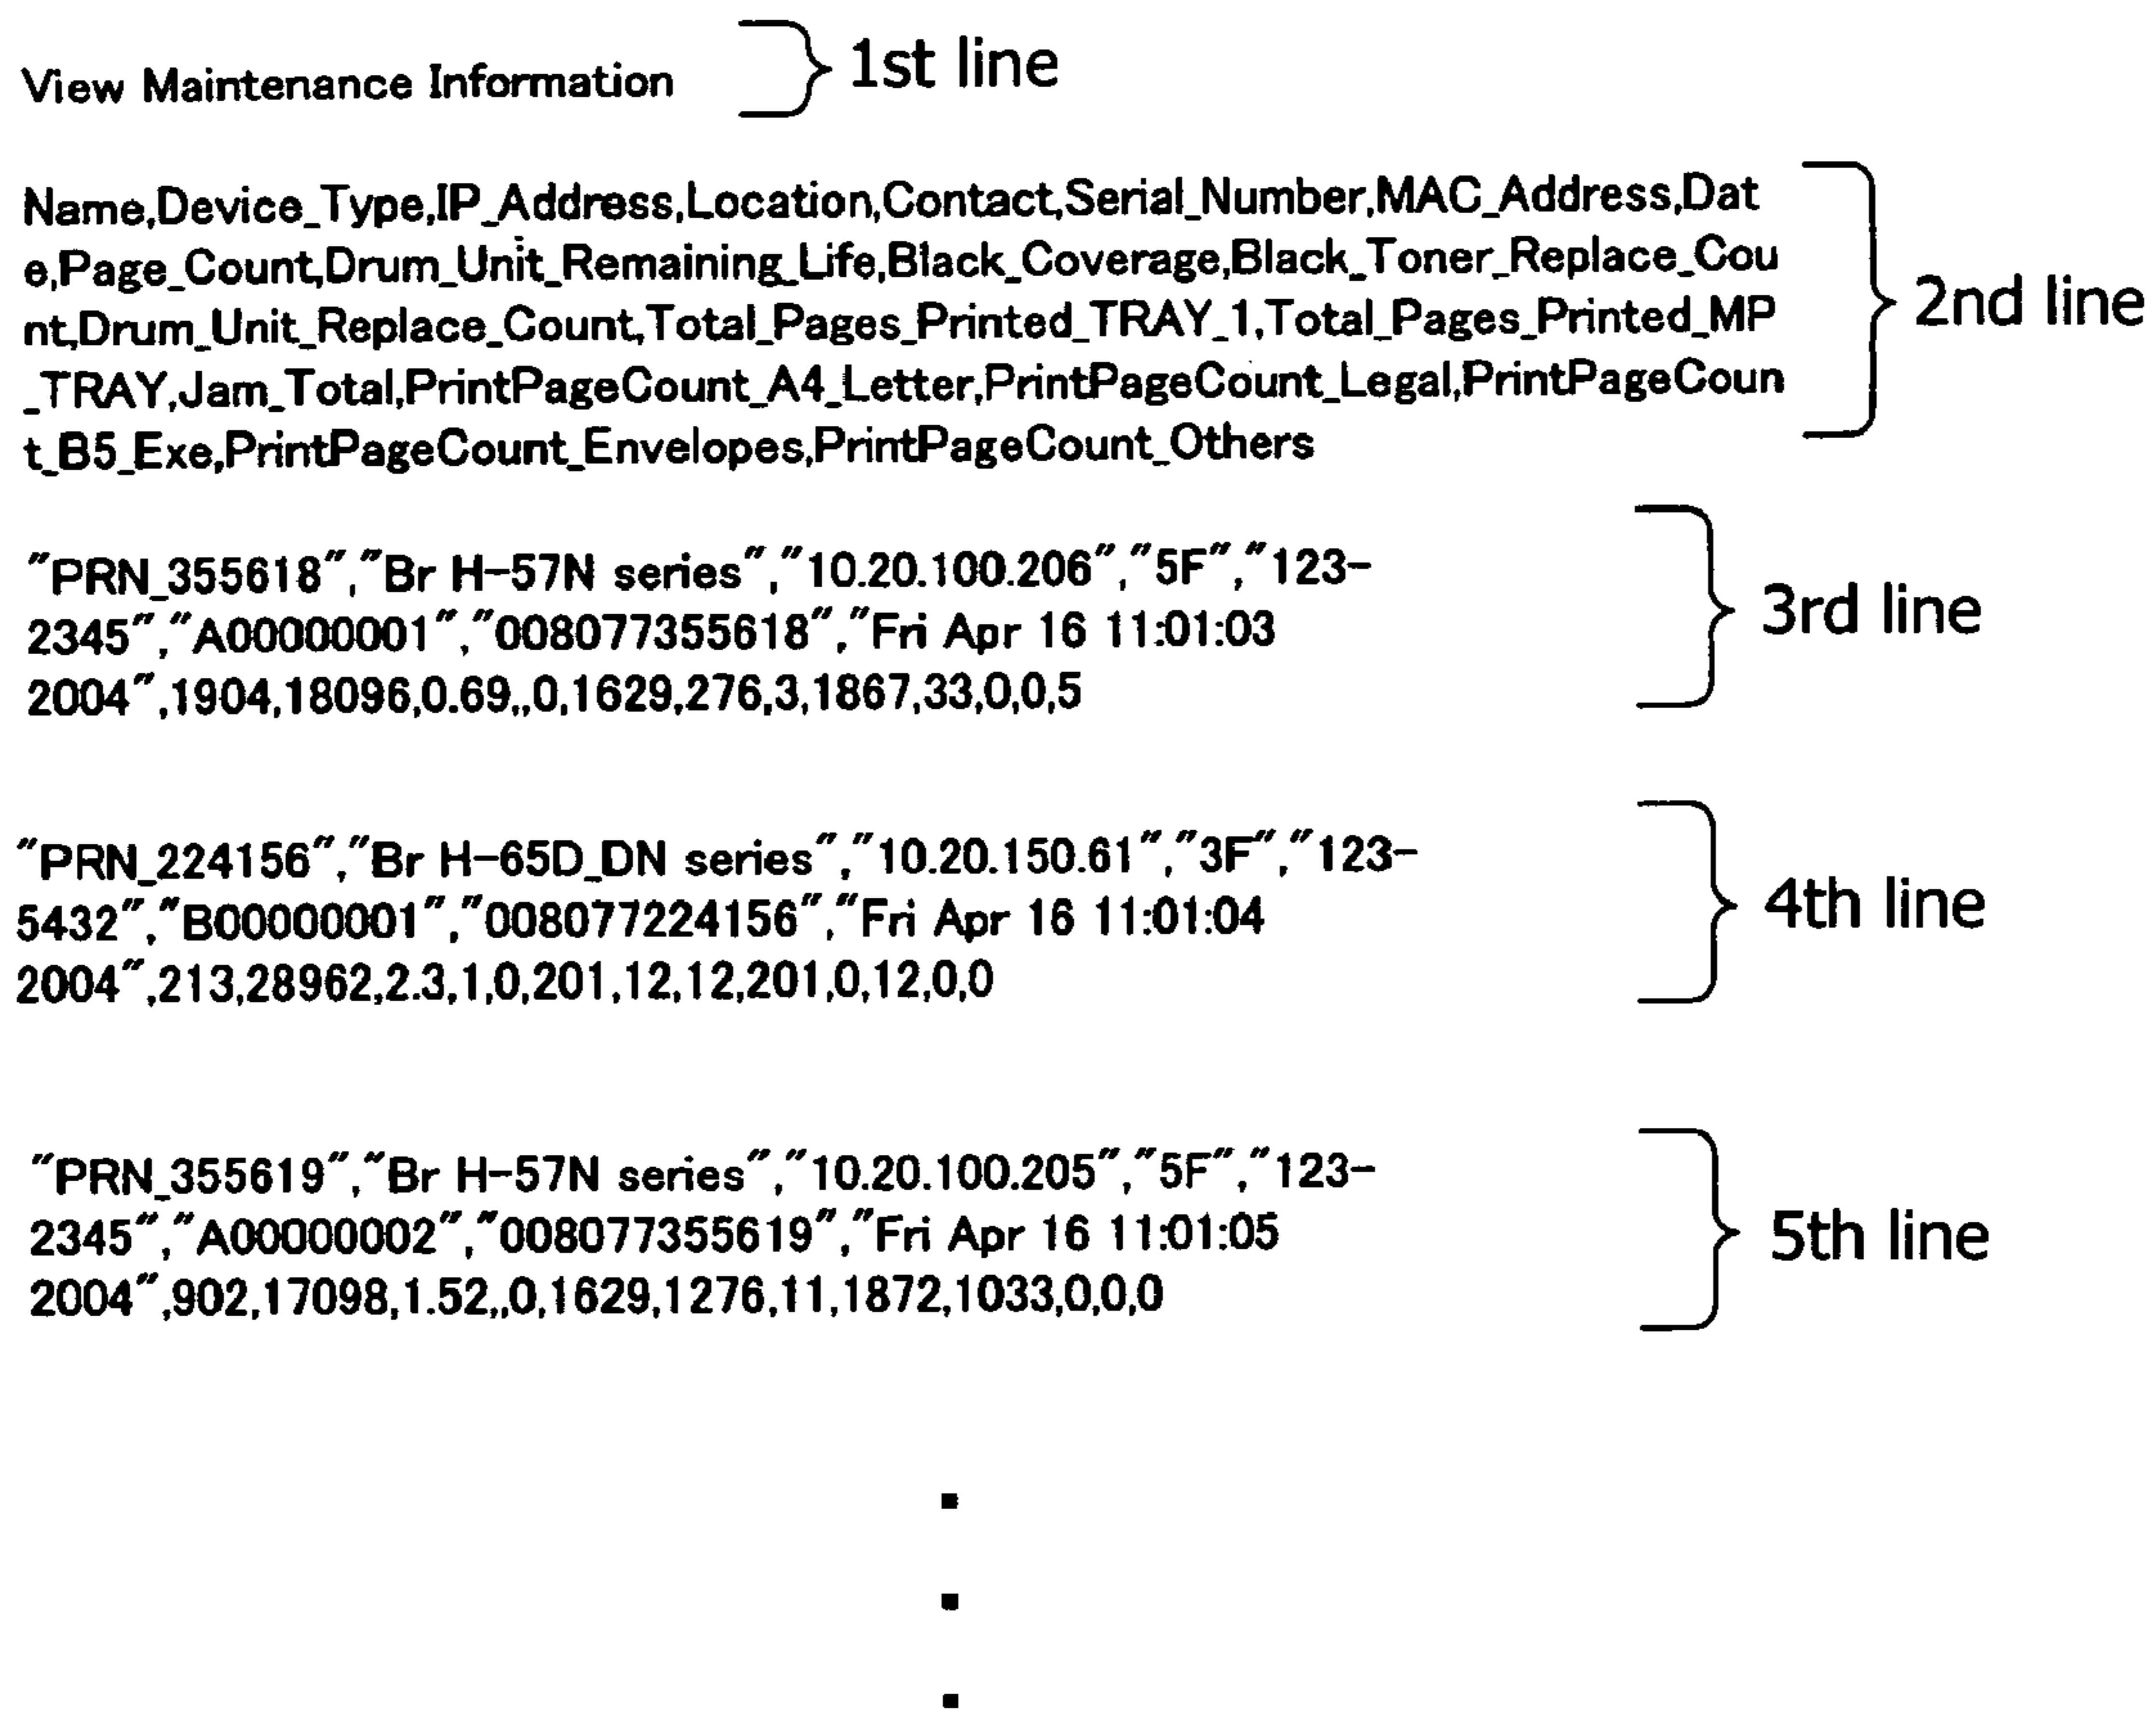 View Maintenance Information
1st line
Name,Device_Type,IP_Address,Location,Contact,Serial_Number,MAC_Address,Dat
e,Page_Count,Drum_Unit_Remaining_Life,Black_Coverage,Black_Toner_Replace_Cou
nt,Drum_Unit_Replace_Count,Total_Pages_Printed_TRAY_1,Total_Pages_Printed_MP
_TRAY,Jam_Total,PrintPageCount_A4_Letter,PrintPageCount_Legal,PrintPageCoun
t_B5_Exe,PrintPageCount_Envelopes,PrintPageCount_Others
2nd line
"PRN_355618","Br H-57N series","10.20.100.206","5F","123-
2345","A00000001","008077355618","Fri Apr 16 11:01:03
2004",1904,18096,0.69,,0,1629,276,3,1867,33,0,0,5
3rd line
"PRN_224156","Br H-65D_DN series","10.20.150.61","3F","123-
5432","B00000001","008077224156","Fri Apr 16 11:01:04
2004",213,28962,2.3,1,0,201,12,12,201,0,12,0,0
4th line
"PRN_355619","Br H-57N series","10.20.100.205","5F","123-
2345","A00000002","008077355619","Fri Apr 16 11:01:05
2004",902,17098,1.52,,0,1629,1276,11,1872,1033,0,0,0
5th line